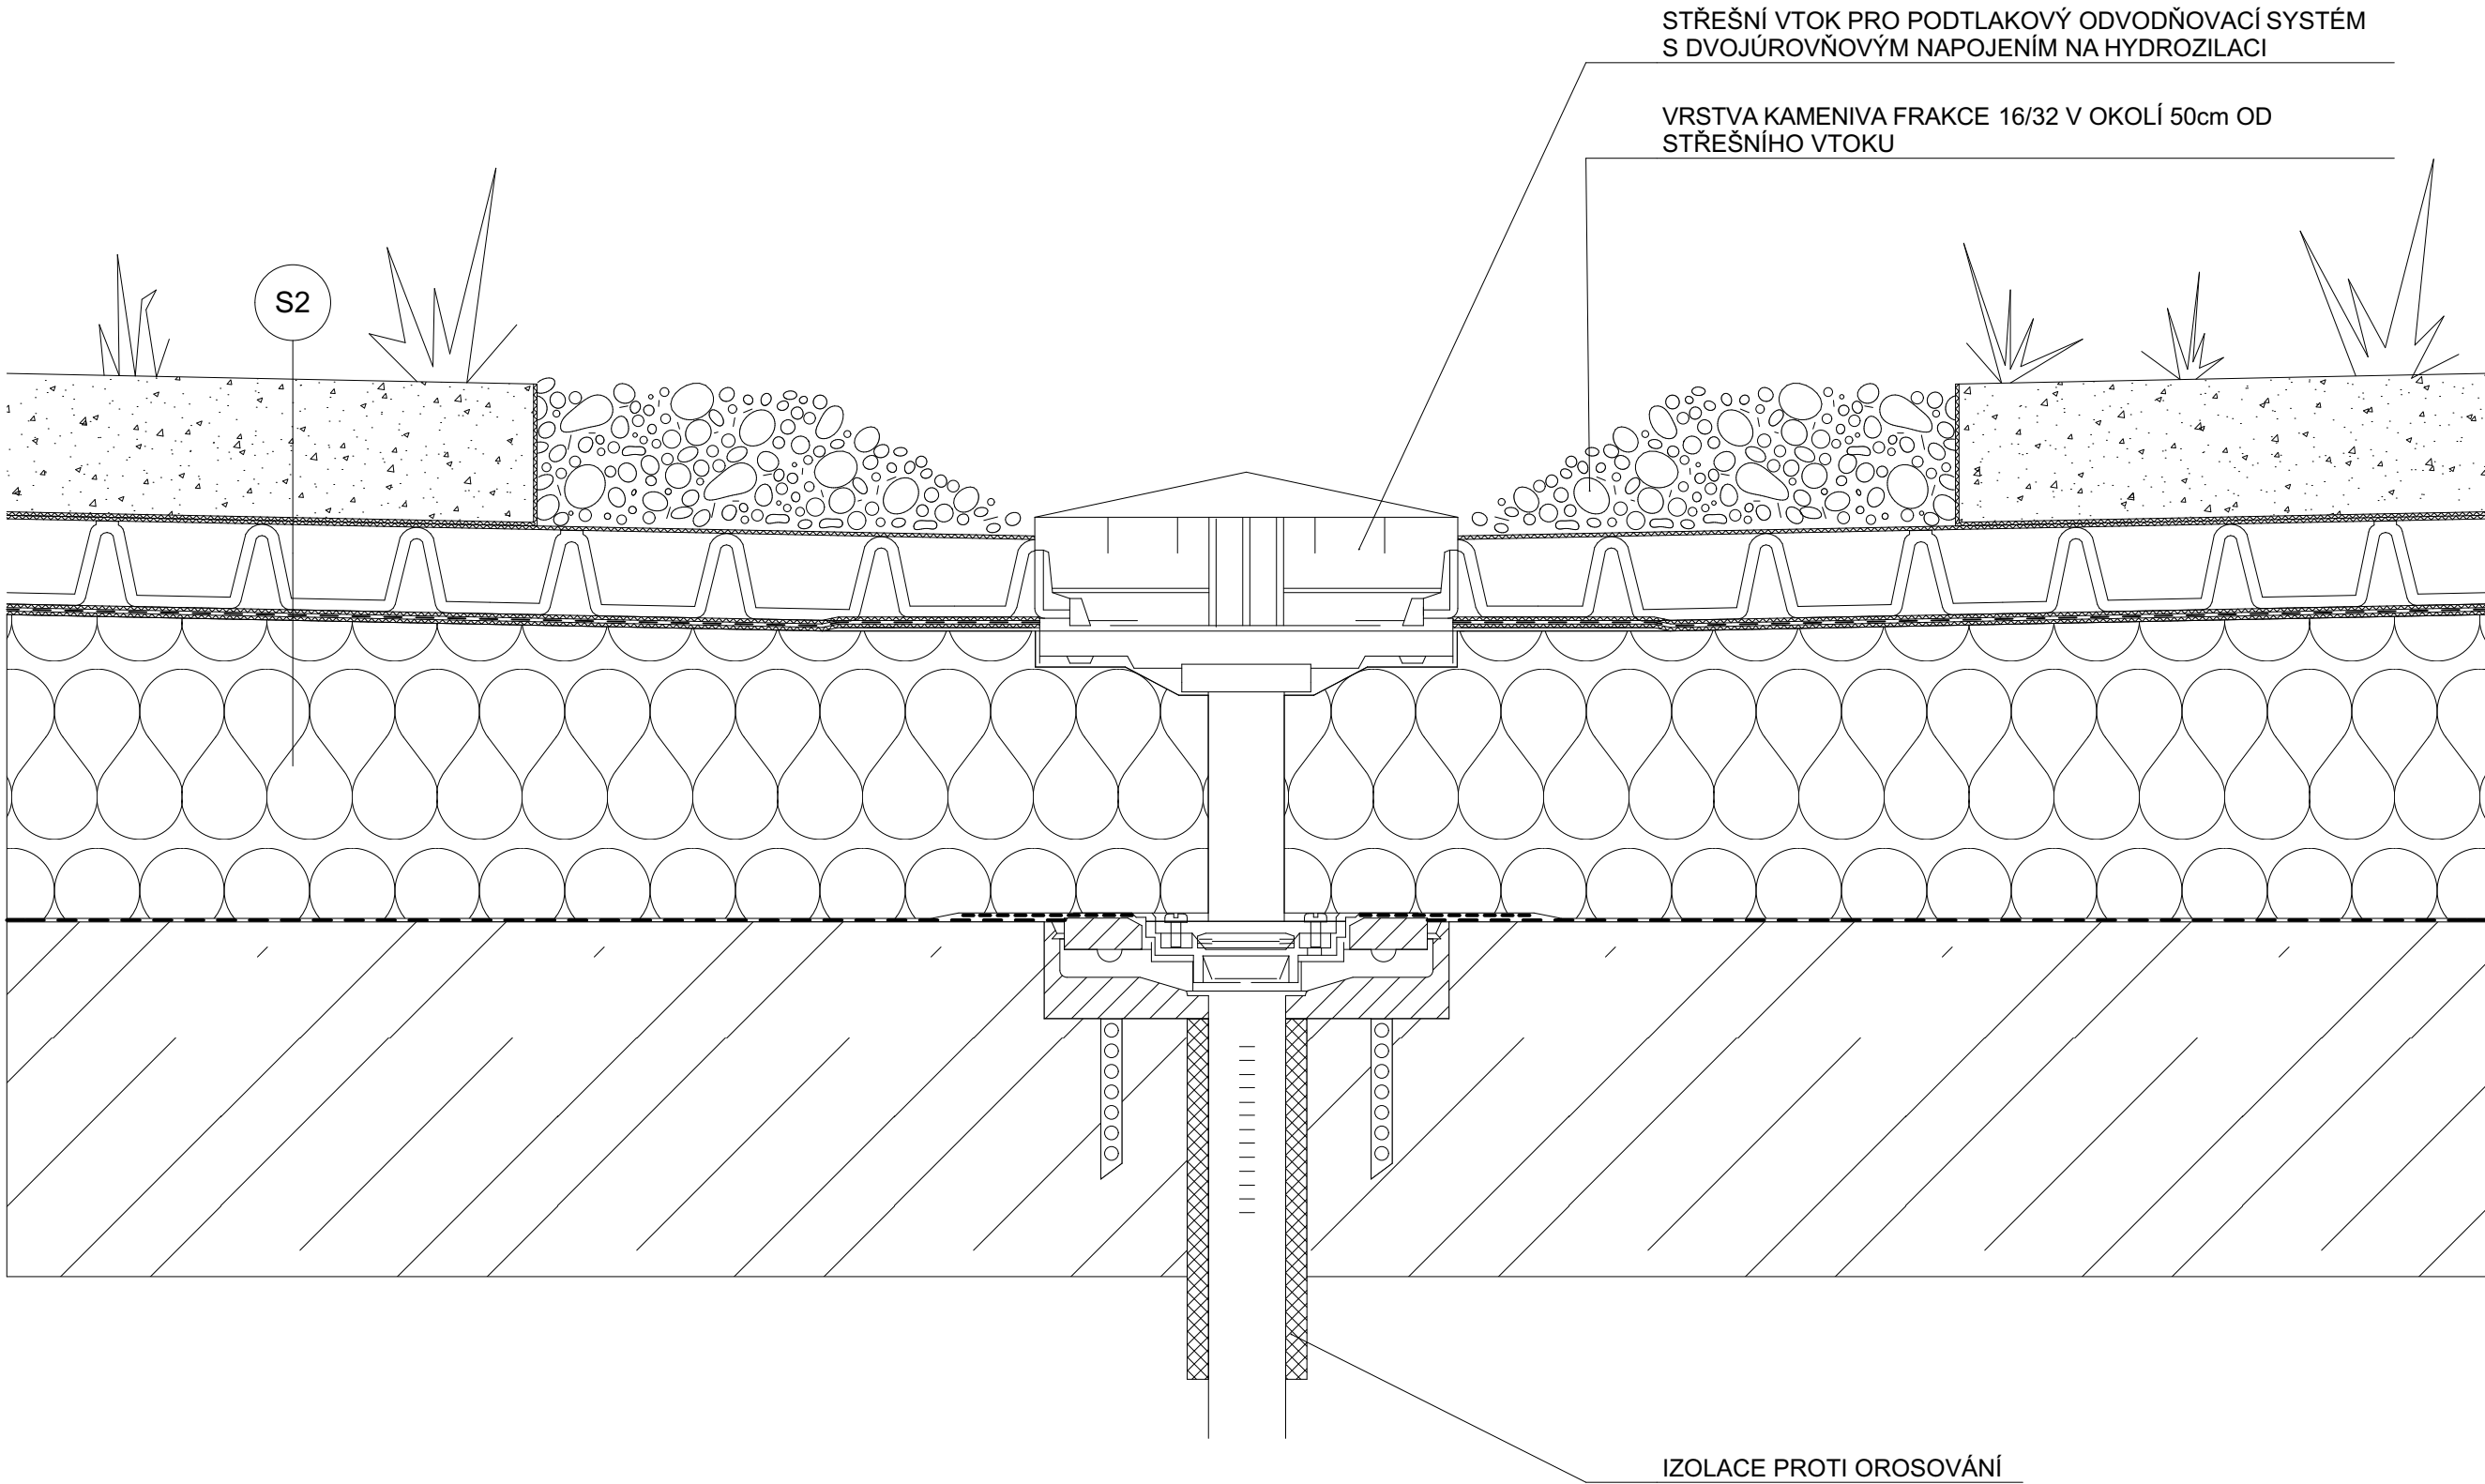 STŘEŠNÍ VTOK PRO PODTLAKOVÝ ODVODŇOVACÍ SYSTÉM
S DVOJÚROVŇOVÝM NAPOJENÍM NA HYDROZILACI
VRSTVA KAMENIVA FRAKCE 16/32 V OKOLÍ 50cm OD
STŘEŠNÍHO VTOKU
S2
IZOLACE PROTI OROSOVÁNÍ